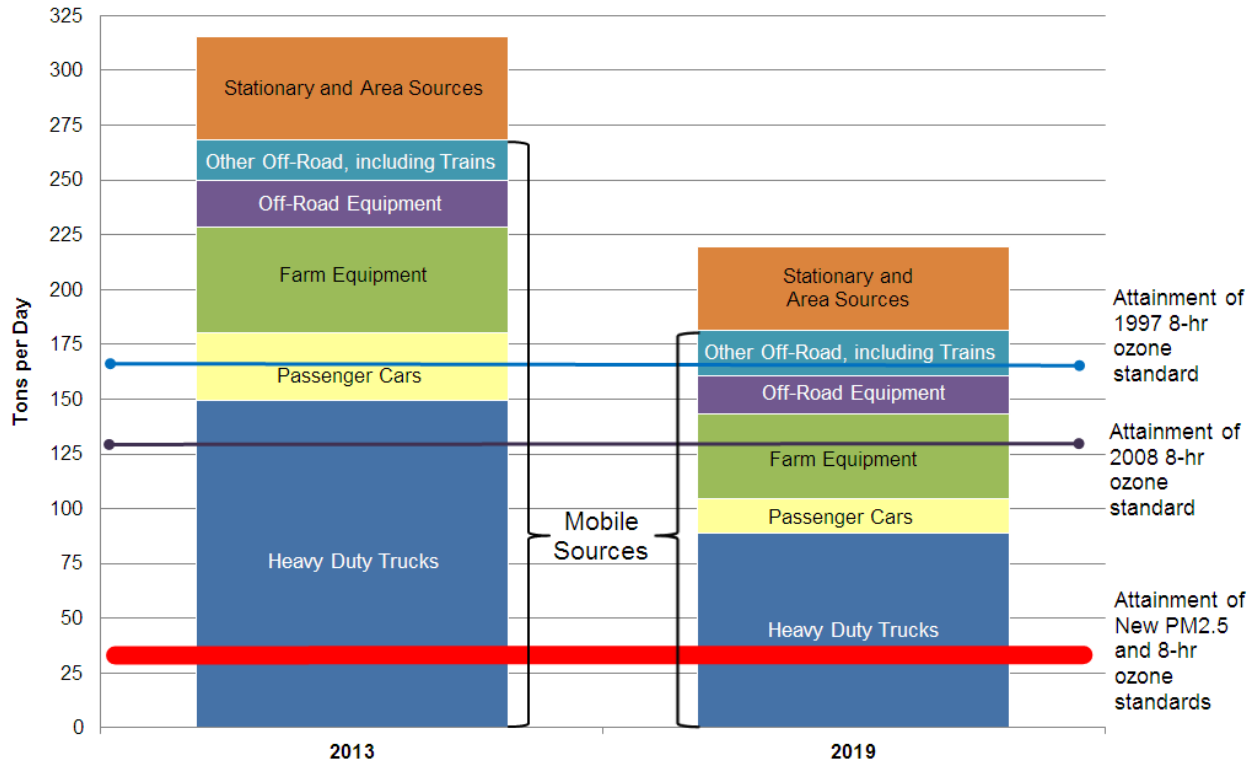 325
300
275
250
225
200
175
150
125
100
75
50
25
0
Tons per Day
Stationary and Area Sources
Other Off-Road, including Trains
Off-Road Equipment
Farm Equipment
Passenger Cars
Heavy Duty Trucks
Mobile
Sources
Stationary and
Area Sources
Other Off-Road, including Trains
Off-Road Equipment
Farm Equipment
Passenger Cars
Heavy Duty Trucks
Attainment of
1997 8-hr
ozone
standard
Attainment of
2008 8-hr
ozone
standard
Attainment of
New PM2.5
and 8-hr
ozone
standards
2013
2019